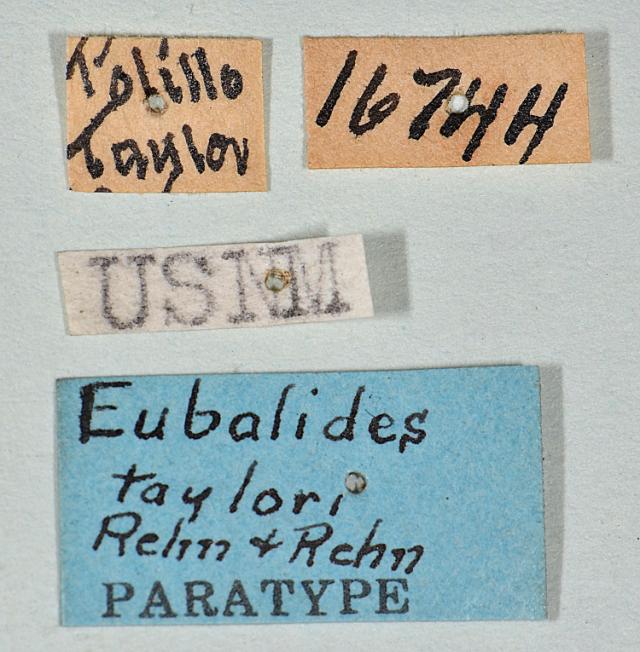 Polillo
Taylor
16744
USNM
Eubalides
taylori
Rehn & Rehn
PARATYPE